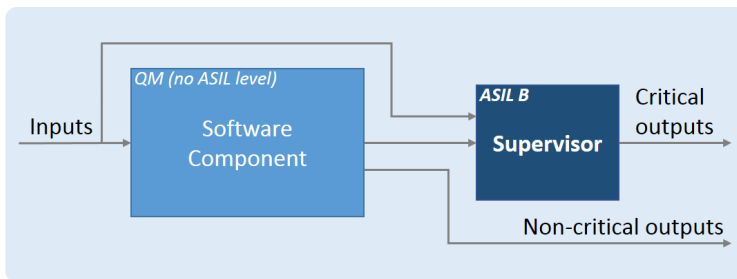 QM (no ASIL level)
ASIL B
Critical
outputs
Inputs
Software
Component
Supervisor
Non-critical outputs